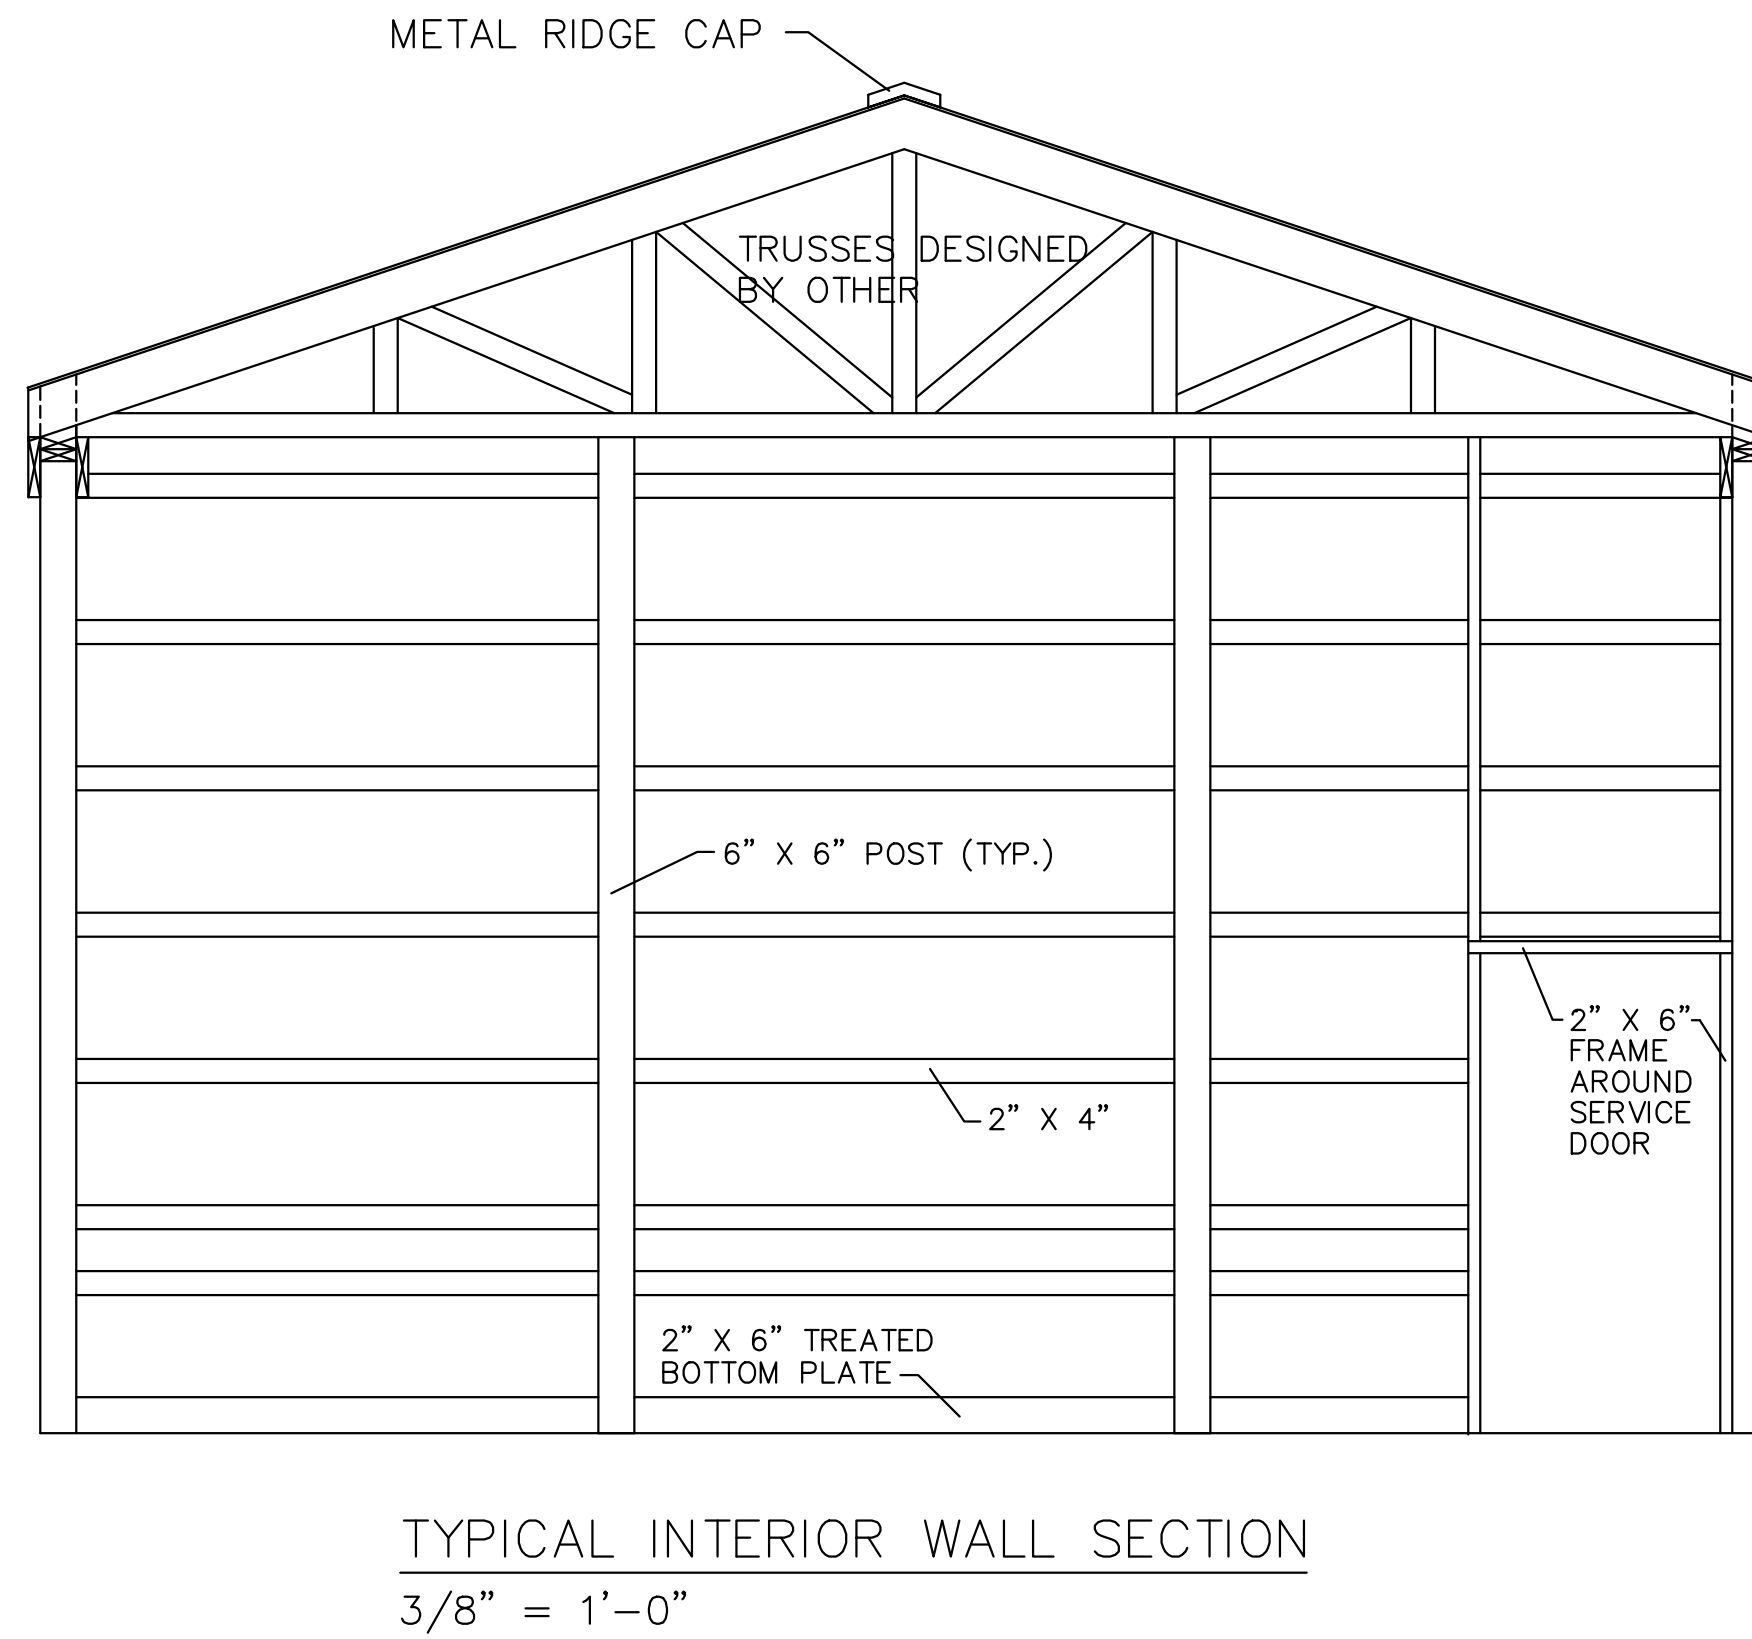 METAL RIDGE CAP
TRUSSES DESIGNED
BY OTHER
6” X 6” POST (TYP.)
2” X 6”
FRAME
AROUND
SERVICE
DOOR
2” X 4”
2” X 6” TREATED
BOTTOM PLATE
TYPICAL INTERIOR WALL SECTION
3/8” = 1’-0”